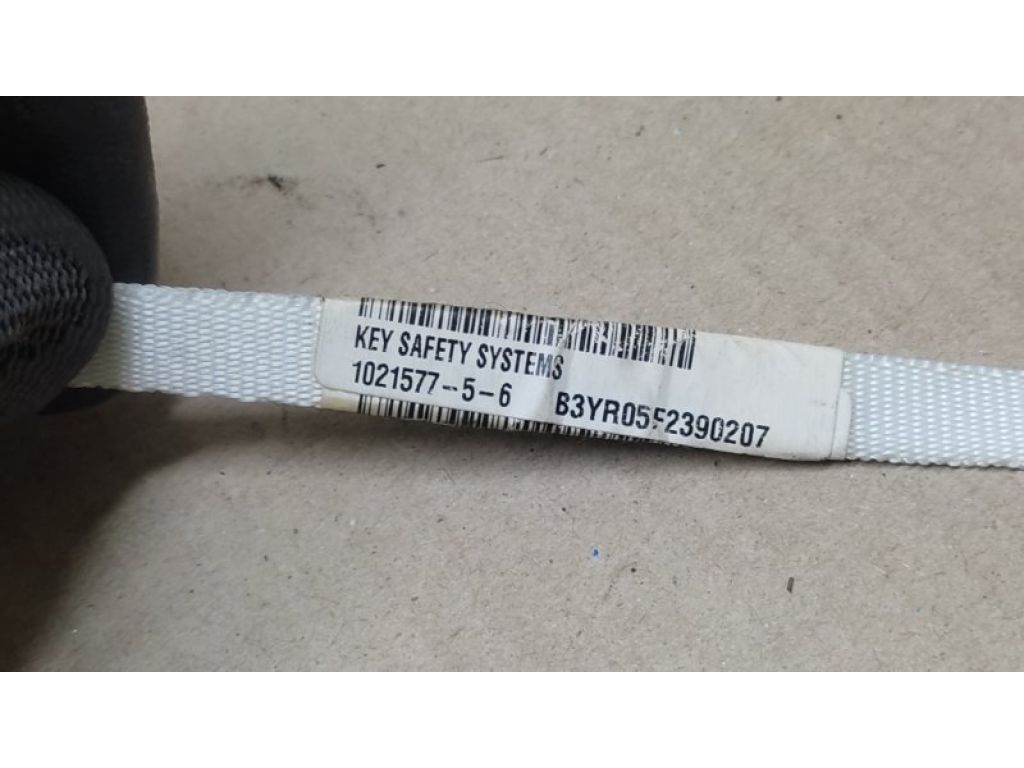 KEY SAFETY SYSTEMS
1021577-5-6 B3YR05F2390207